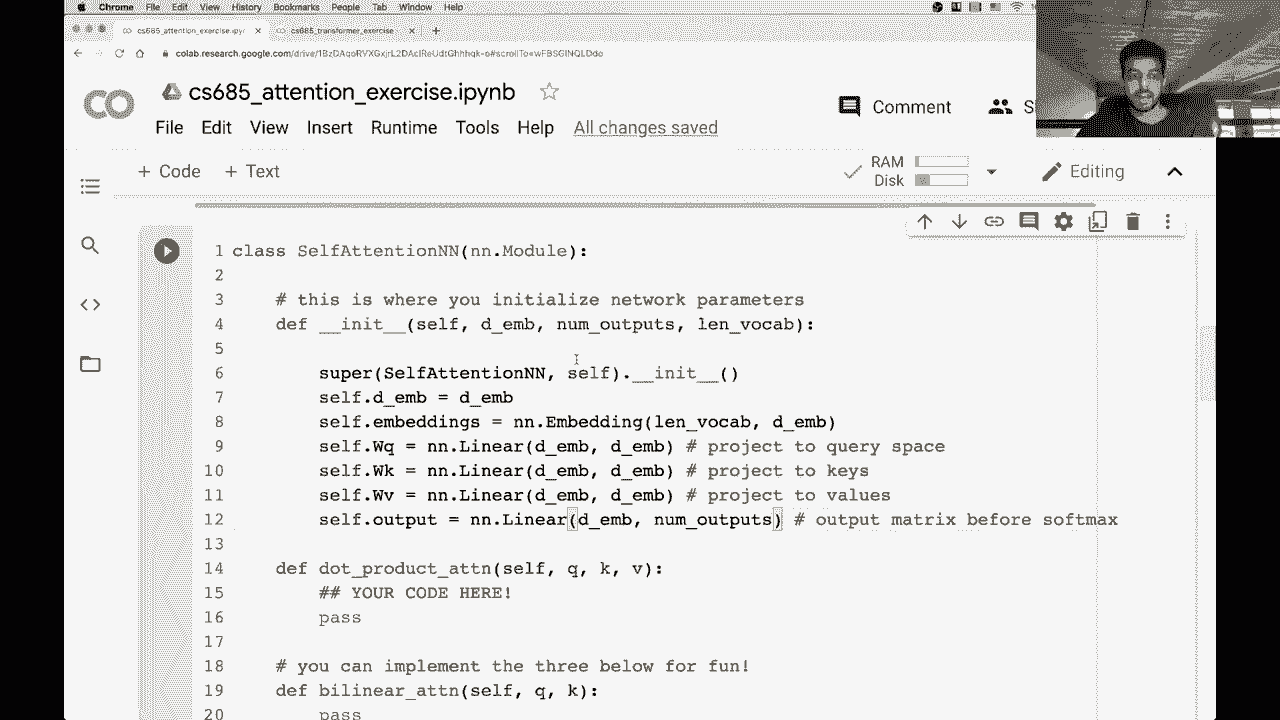 Chrome File Edit View History Bookmarks People Tab Window Help
cs685_attention_exercise.ipyn × cs685_transformer_exercise × +
colab.research.google.com/drive/
CO cs685_attention_exercise.ipynb
File Edit View Insert Runtime Tools Help All changes saved
Comment S
+ Code + Text
RAM
Disk
Editing
1 class SelfAttentionNN(nn.Module):
2
3 # this is where you initialize network parameters
4 def __init__(self, d_emb, num_outputs, len_vocab):
5
6 super(SelfAttentionNN, self).__init__()
7 self.d_emb = d_emb
8 self.embeddings = nn.Embedding(len_vocab, d_emb)
9 self.Wq = nn.Linear(d_emb, d_emb) # project to query space
10 self.Wk = nn.Linear(d_emb, d_emb) # project to keys
11 self.Wv = nn.Linear(d_emb, d_emb) # project to values
12 self.output = nn.Linear(d_emb, num_outputs) # output matrix before softmax
13
14 def dot_product_attn(self, q, k, v):
15 ## YOUR CODE HERE!
16 pass
17
18 # you can implement the three below for fun!
19 def bilinear_attn(self, q, k):
20 pass